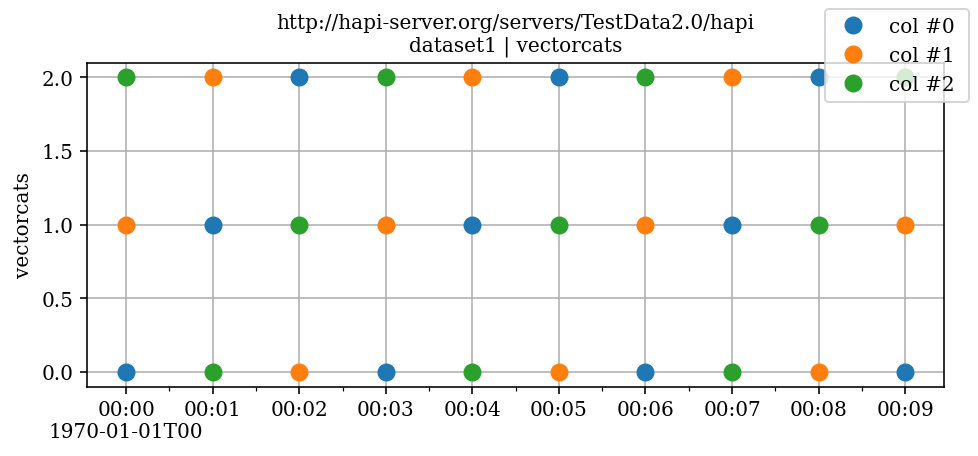 http://hapi-server.org/servers/TestData2.0/hapi
dataset1 | vectorcats
col #0
col #1
col #2
vectorcats
2.0
1.5
1.0
0.5
0.0
00:00 00:01 00:02 00:03 00:04 00:05 00:06 00:07 00:08 00:09
1970-01-01T00